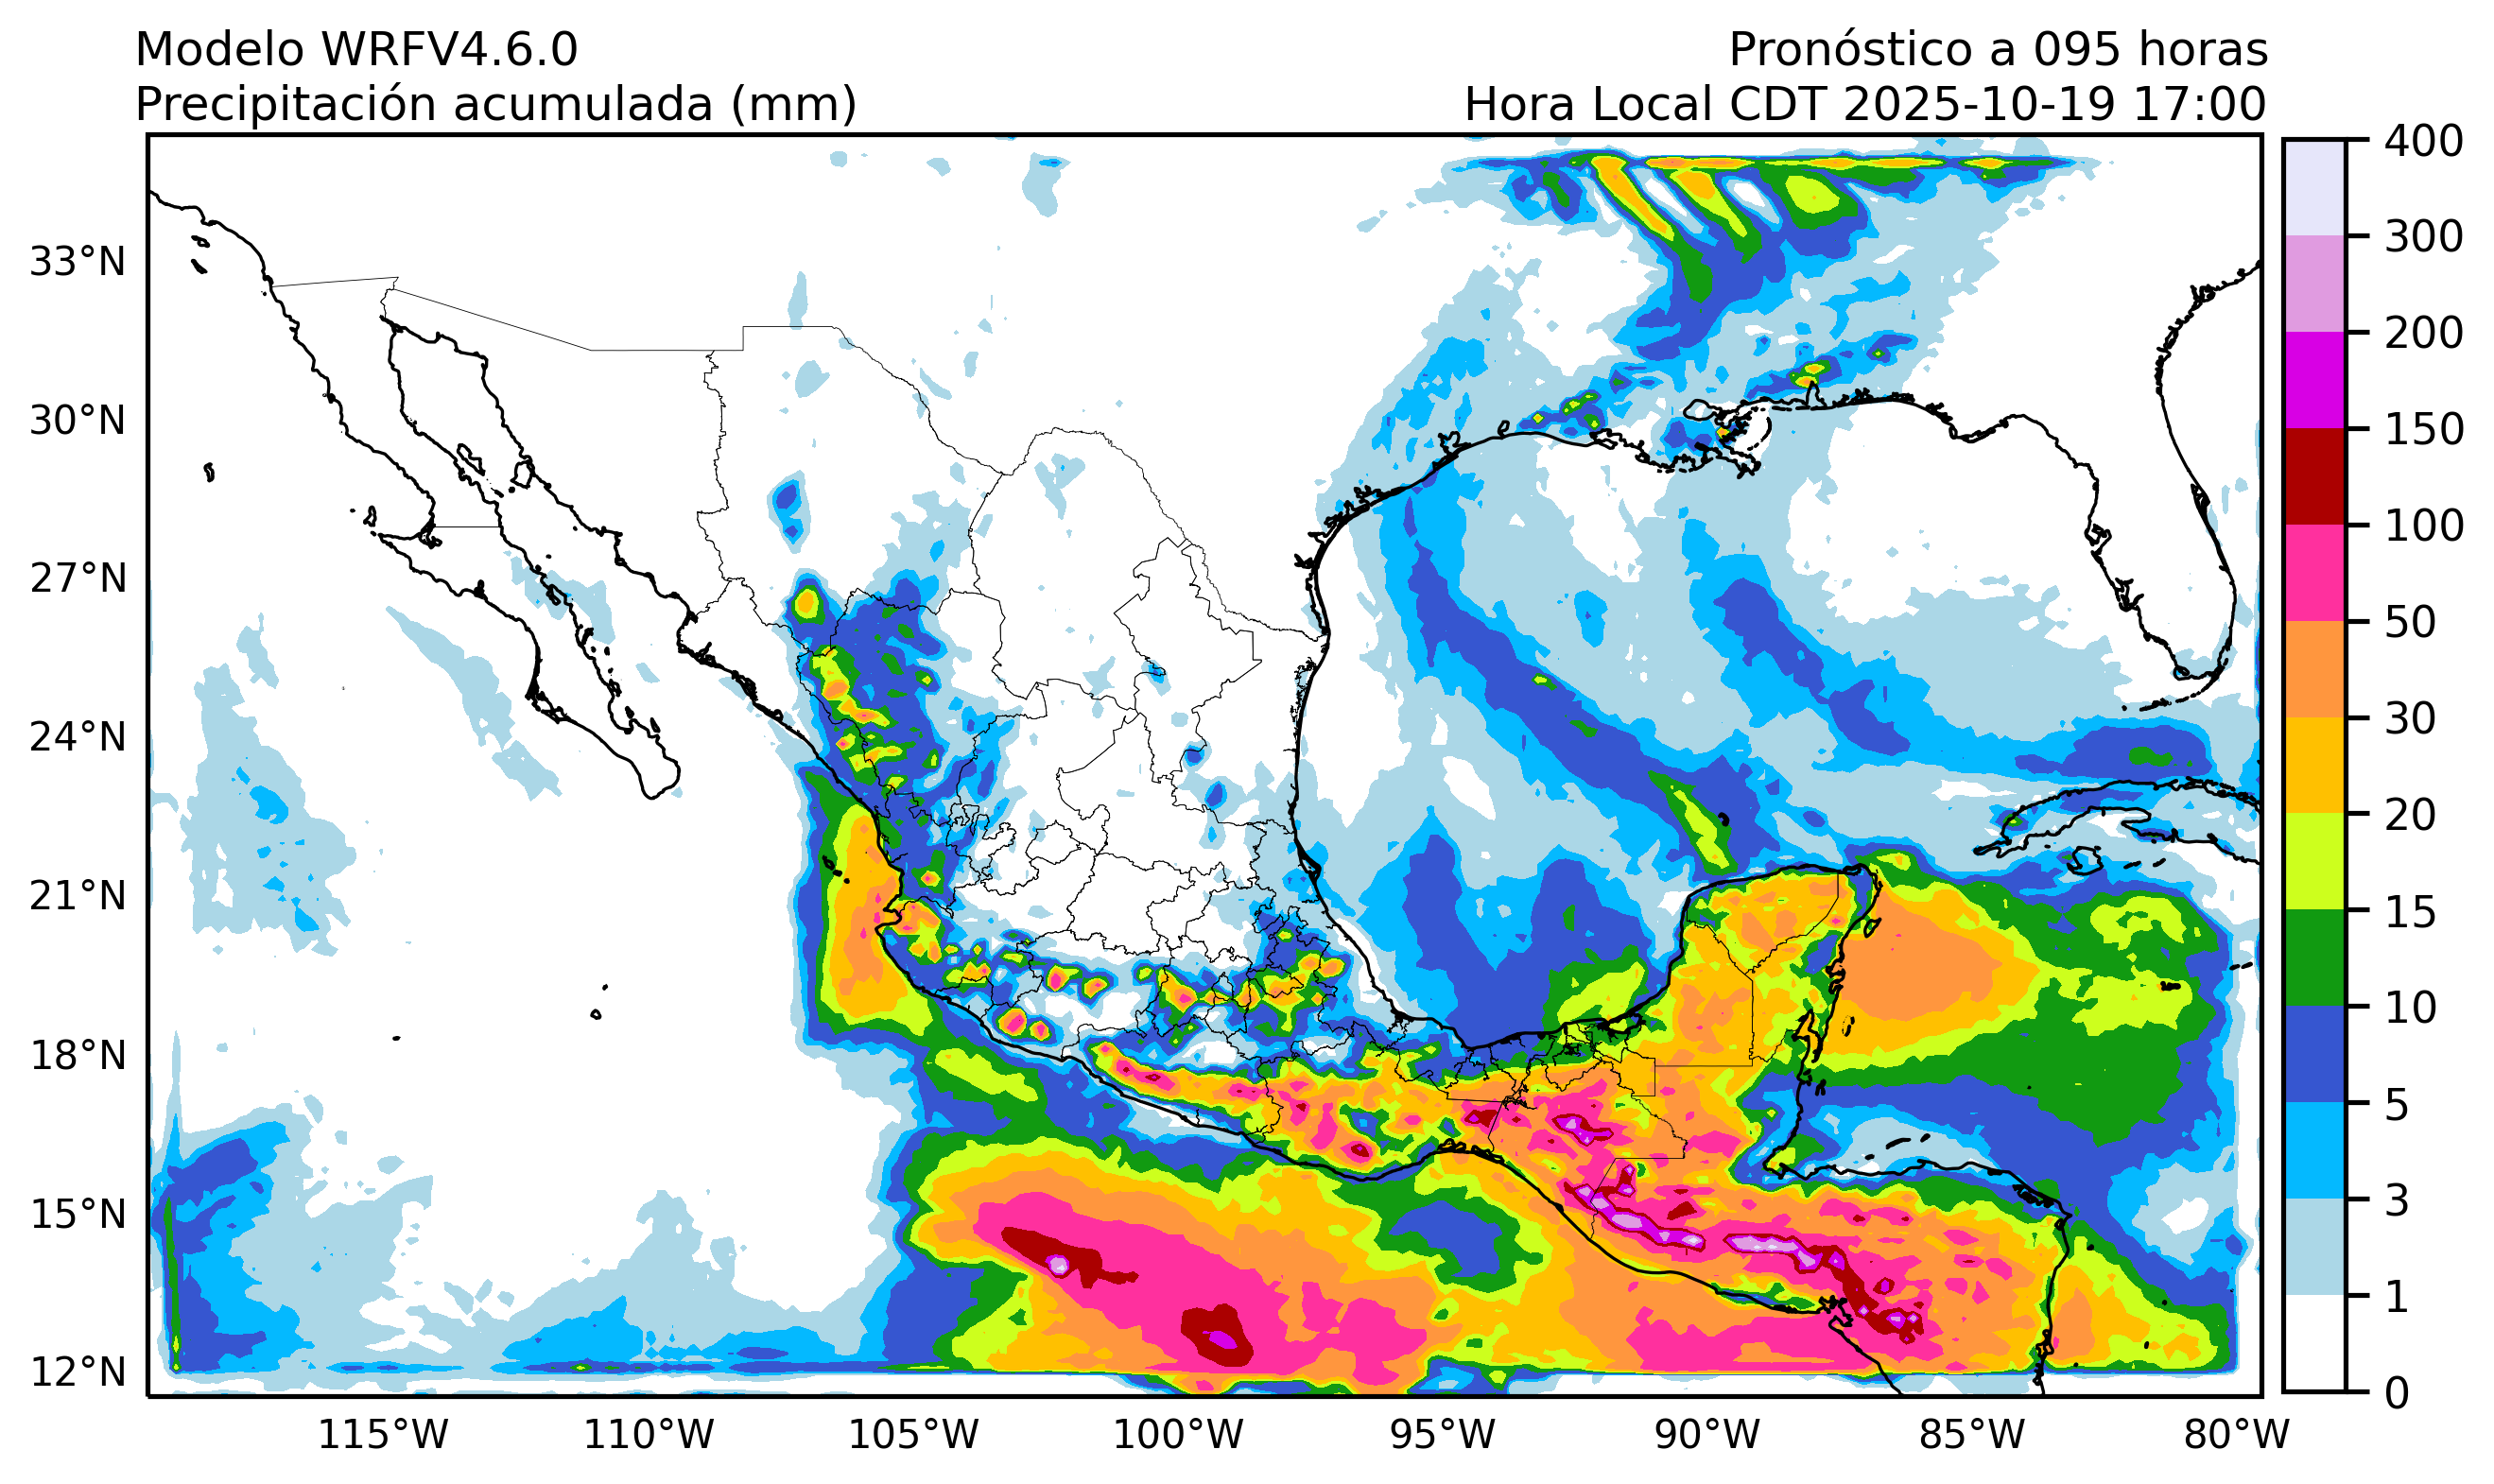 Modelo WRFV4.6.0
Pronóstico a 095 horas
Precipitación acumulada (mm)
Hora Local CDT 2025-10-19 17:00
33°N
30°N
27°N
24°N
21°N
18°N
15°N
12°N
115°W
110°W
105°W
100°W
95°W
90°W
85°W
80°W
400
300
200
150
100
50
30
20
15
10
5
3
1
0